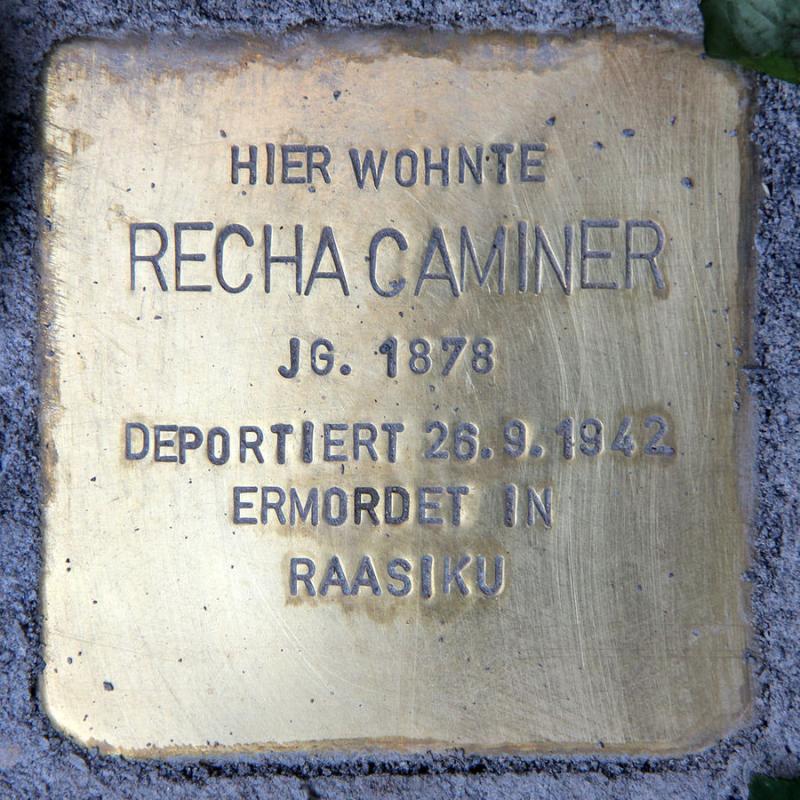 HIER WOHNTE
RECHA CAMINER
JG. 1878
DEPORTIERT 26.9.1942
ERMORDET IN
RAASIKU